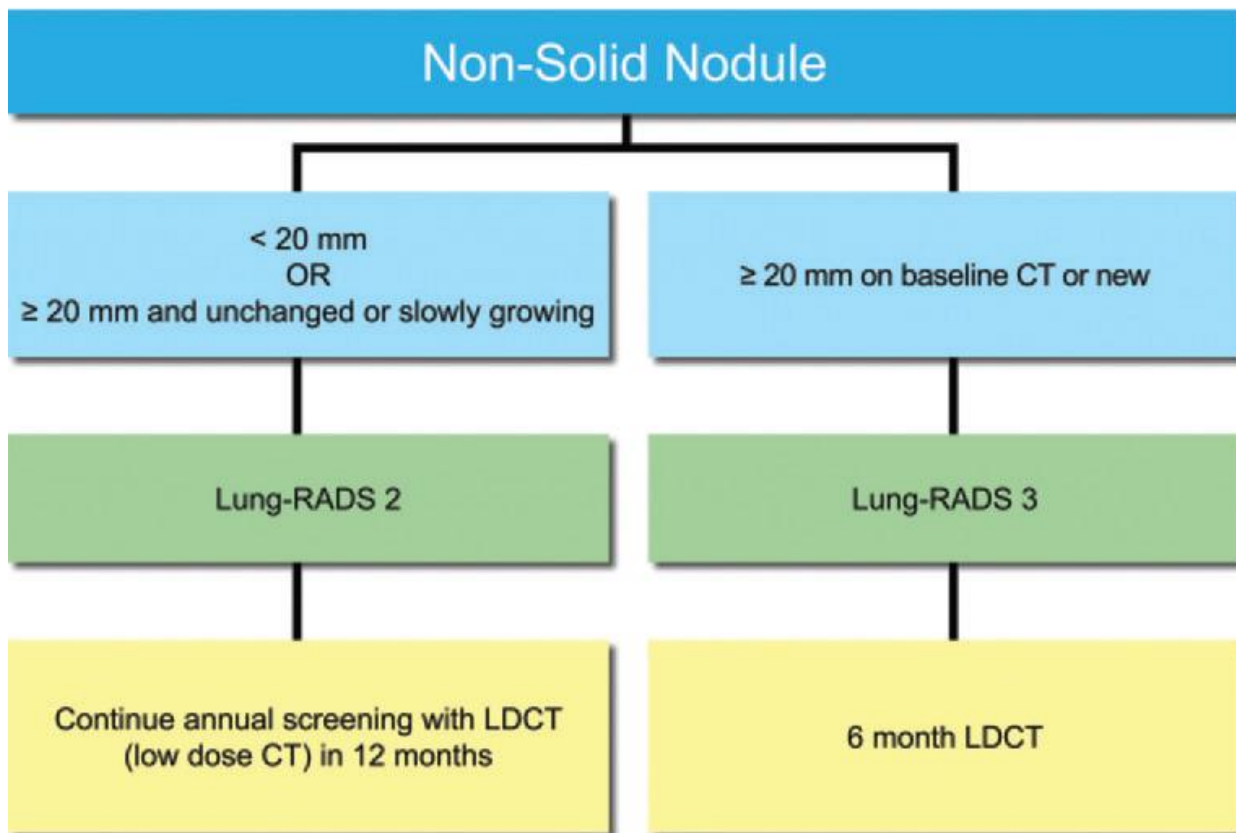 Non-Solid Nodule
< 20 mm
OR
≥ 20 mm and unchanged or slowly growing
≥ 20 mm on baseline CT or new
Lung-RADS 2
Lung-RADS 3
Continue annual screening with LDCT
(low dose CT) in 12 months
6 month LDCT